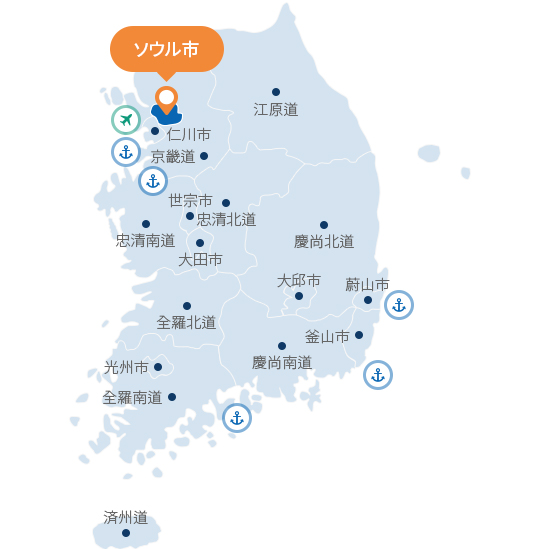 ソウル市
江原道
仁川市
京畿道
世宗市
忠清北道
忠清南道
慶尚北道
大田市
大邱市
蔚山市
全羅北道
釜山市
慶尚南道
光州市
全羅南道
済州道